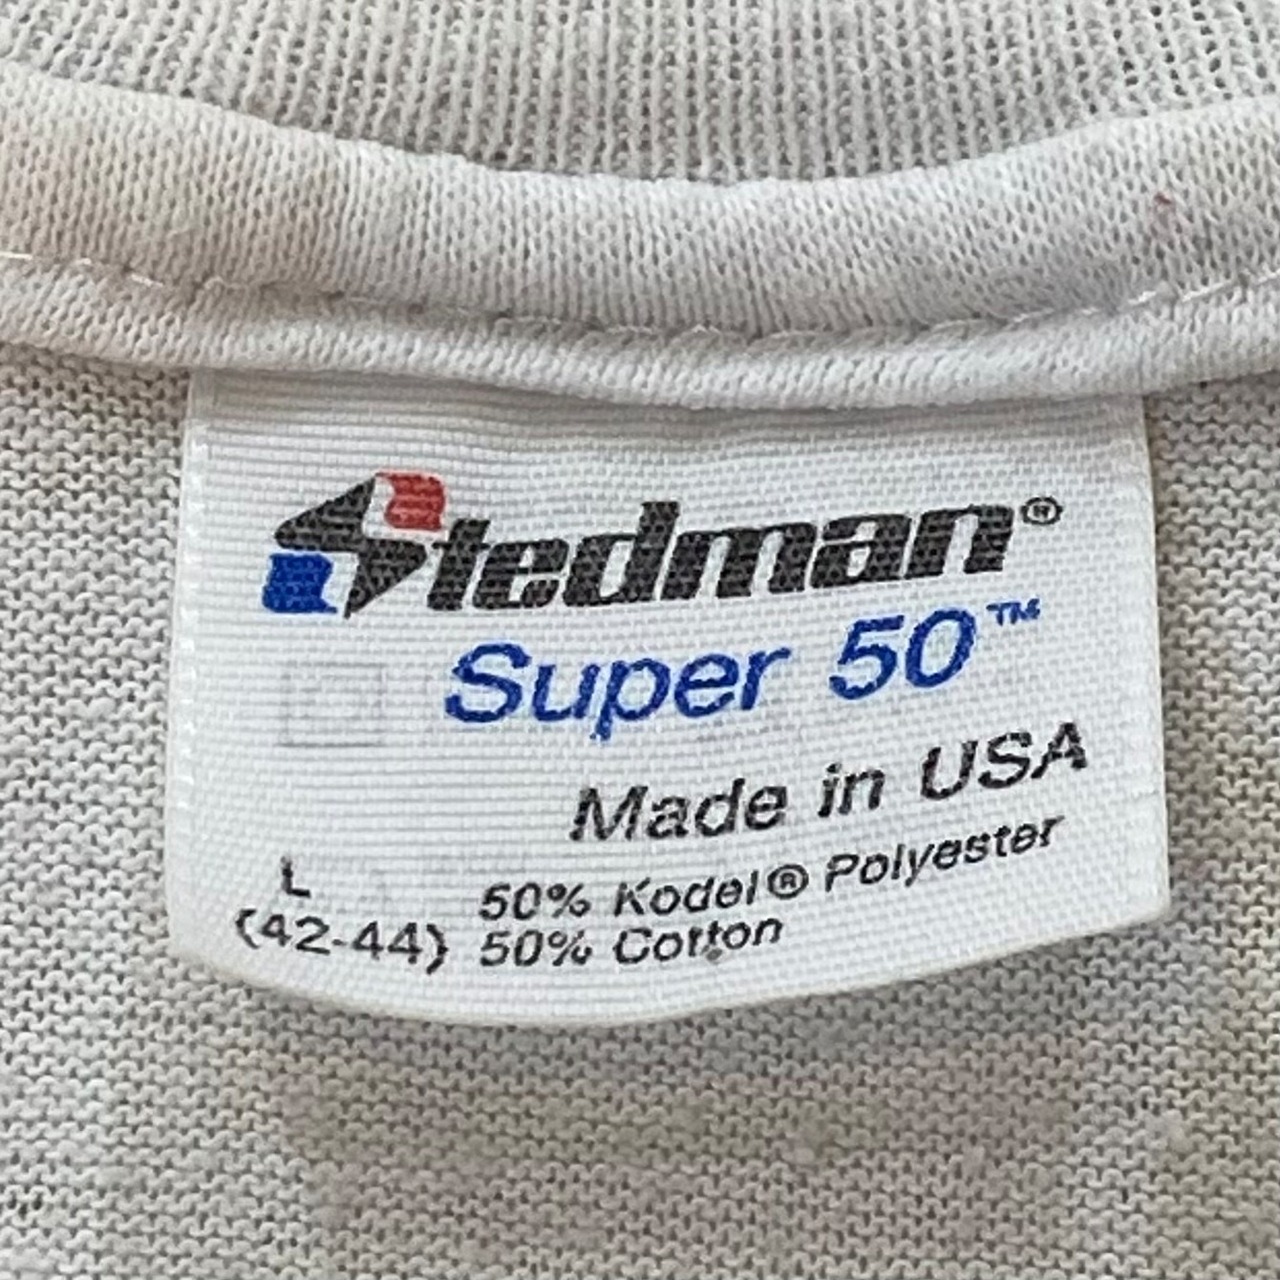 Stedman®
Super 50™
Made in USA
L
50% Kodel® Polyester
(42-44) 50% Cotton